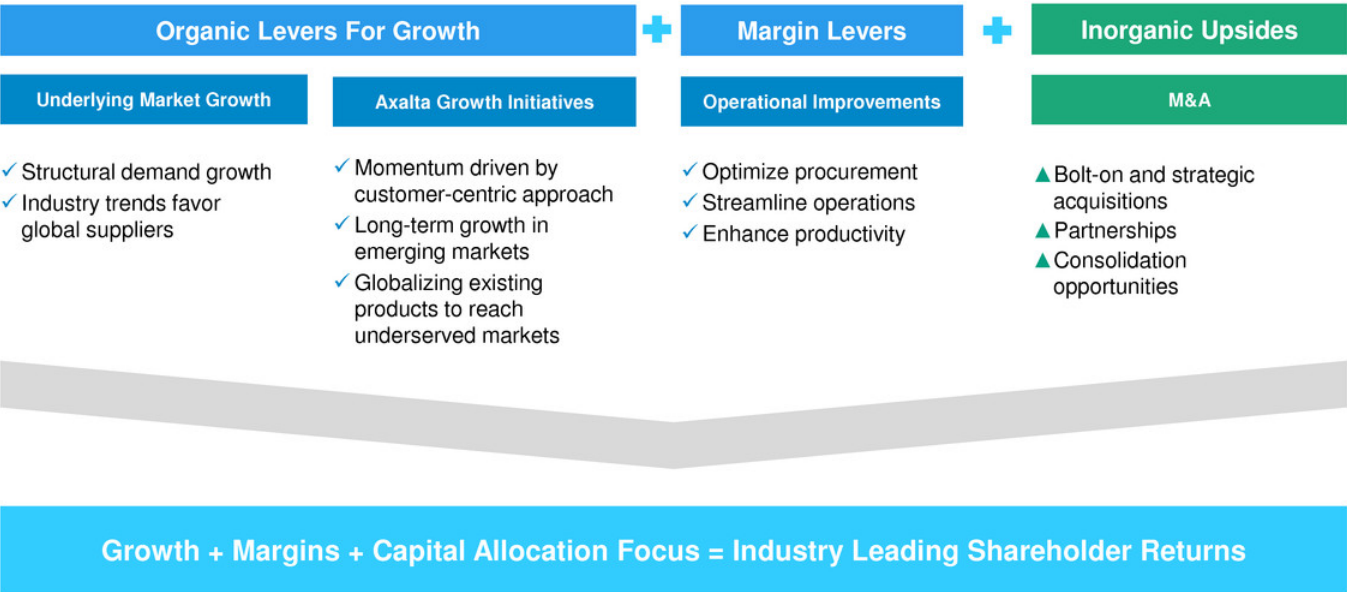 Organic Levers For Growth
Margin Levers
Inorganic Upsides
Underlying Market Growth
Axalta Growth Initiatives
Operational Improvements
M&A
Structural demand growth
Industry trends favor
global suppliers
Momentum driven by
customer-centric approach
Long-term growth in
emerging markets
Globalizing existing
products to reach
underserved markets
Optimize procurement
Streamline operations
Enhance productivity
Bolt-on and strategic
acquisitions
Partnerships
Consolidation
opportunities
Growth + Margins + Capital Allocation Focus = Industry Leading Shareholder Returns